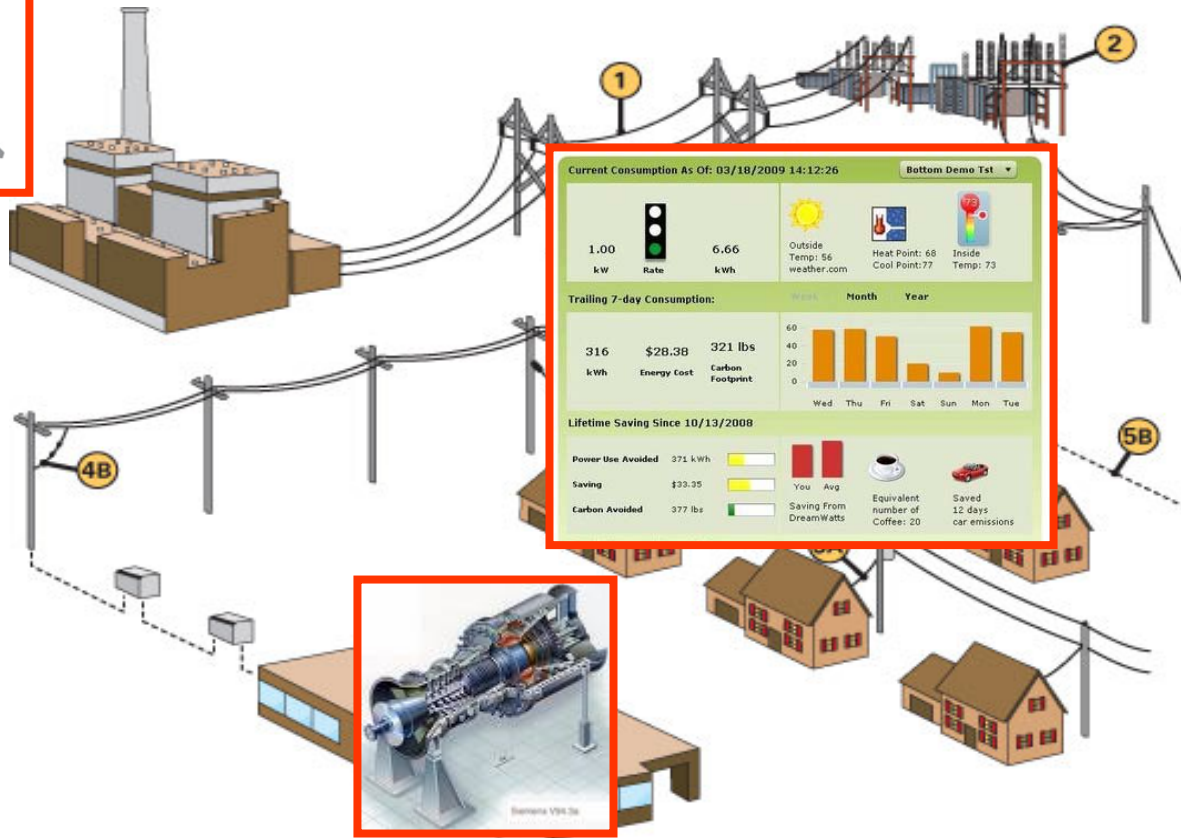 1
2
Current Consumption As Of: 03/18/2009 14:12:26
Bottom Demo Tst
1.00
kW
Rate
6.66
kWh
Outside
Temp: 56
weather.com
Heat Point: 68
Cool Point:77
73
Inside
Temp: 73
Trailing 7-day Consumption:
Week
Month
Year
316
kWh
$28.38
Energy Cost
321 lbs
Carbon
Footprint
60
40
20
0
Wed Thu Fri Sat Sun Mon Tue
Lifetime Saving Since 10/13/2008
Power Use Avoided 371 kWh
Saving $33.35
Carbon Avoided 377 lbs
You Avg
Saving From
DreamWatts
Equivalent
number of
Coffee: 20
Saved
12 days
car emissions
4B
5B
Siemens V94.3a